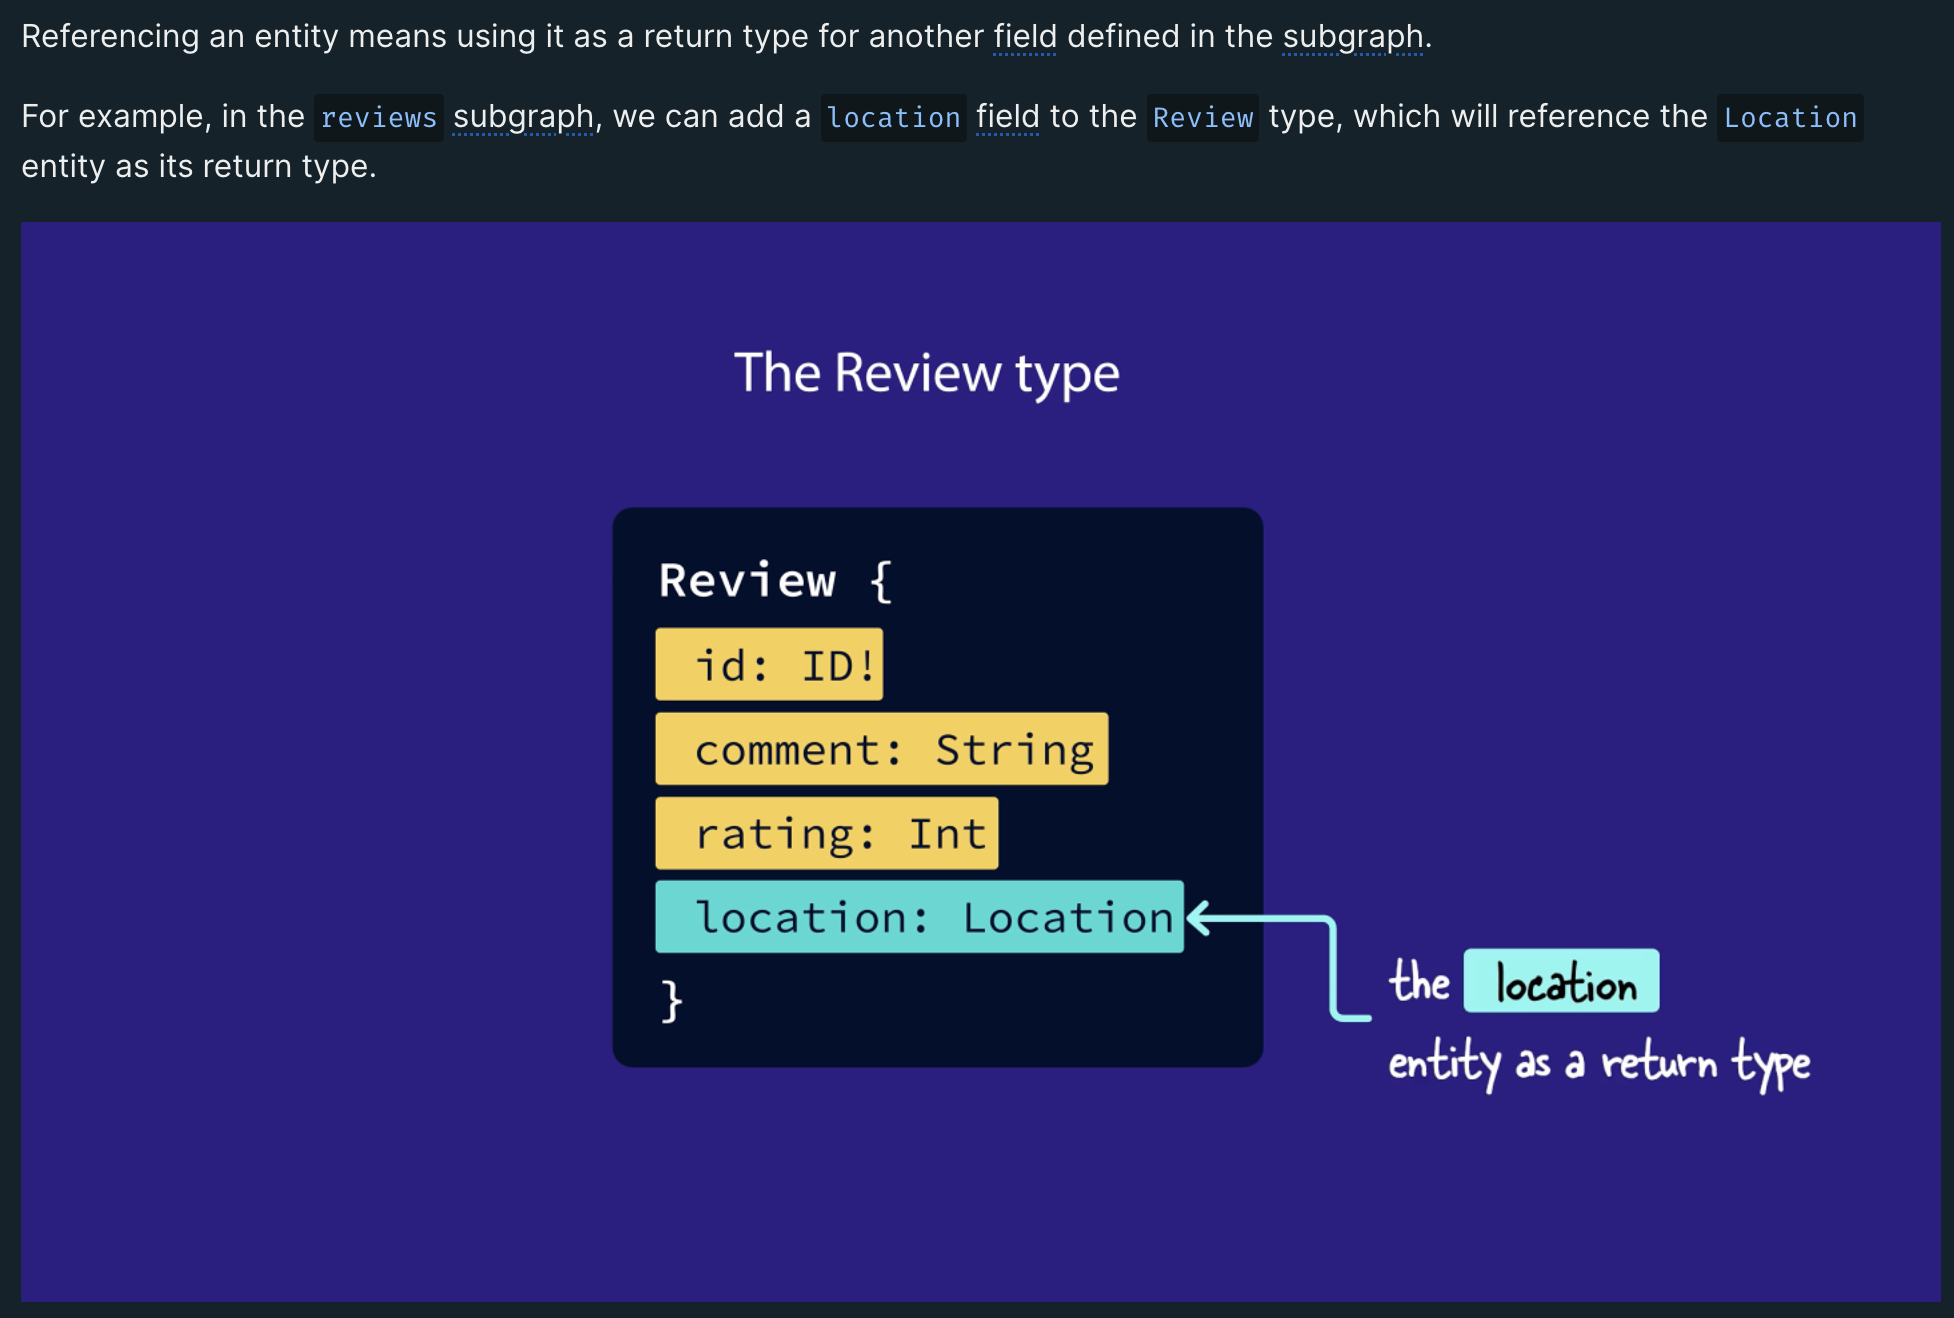 Referencing an entity means using it as a return type for another field defined in the subgraph.
For example, in the reviews subgraph, we can add a location field to the Review type, which will reference the Location
entity as its return type.
The Review type
Review {
id: ID!
comment: String
rating: Int
location: Location
}
the location
entity as a return type